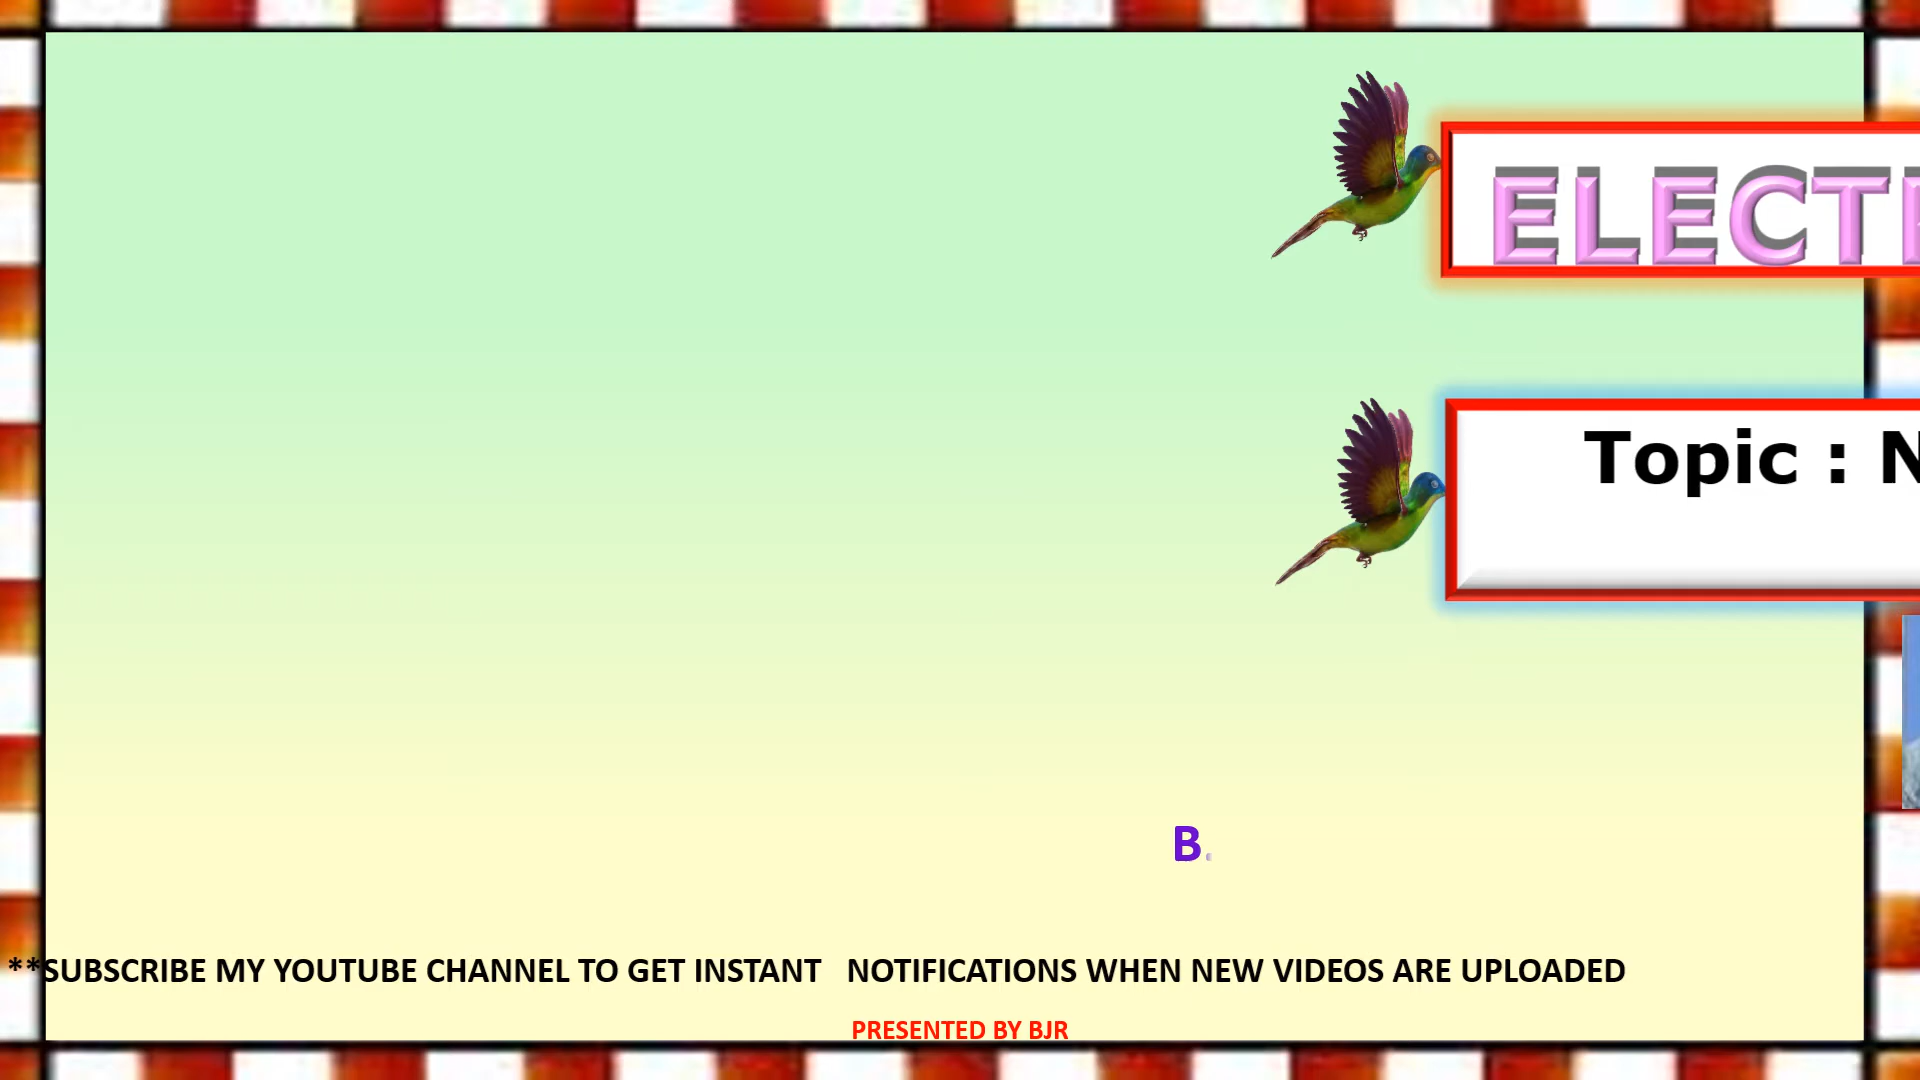 ELECT
Topic : N
B.
**SUBSCRIBE MY YOUTUBE CHANNEL TO GET INSTANT NOTIFICATIONS WHEN NEW VIDEOS ARE UPLOADED
PRESENTED BY BJR